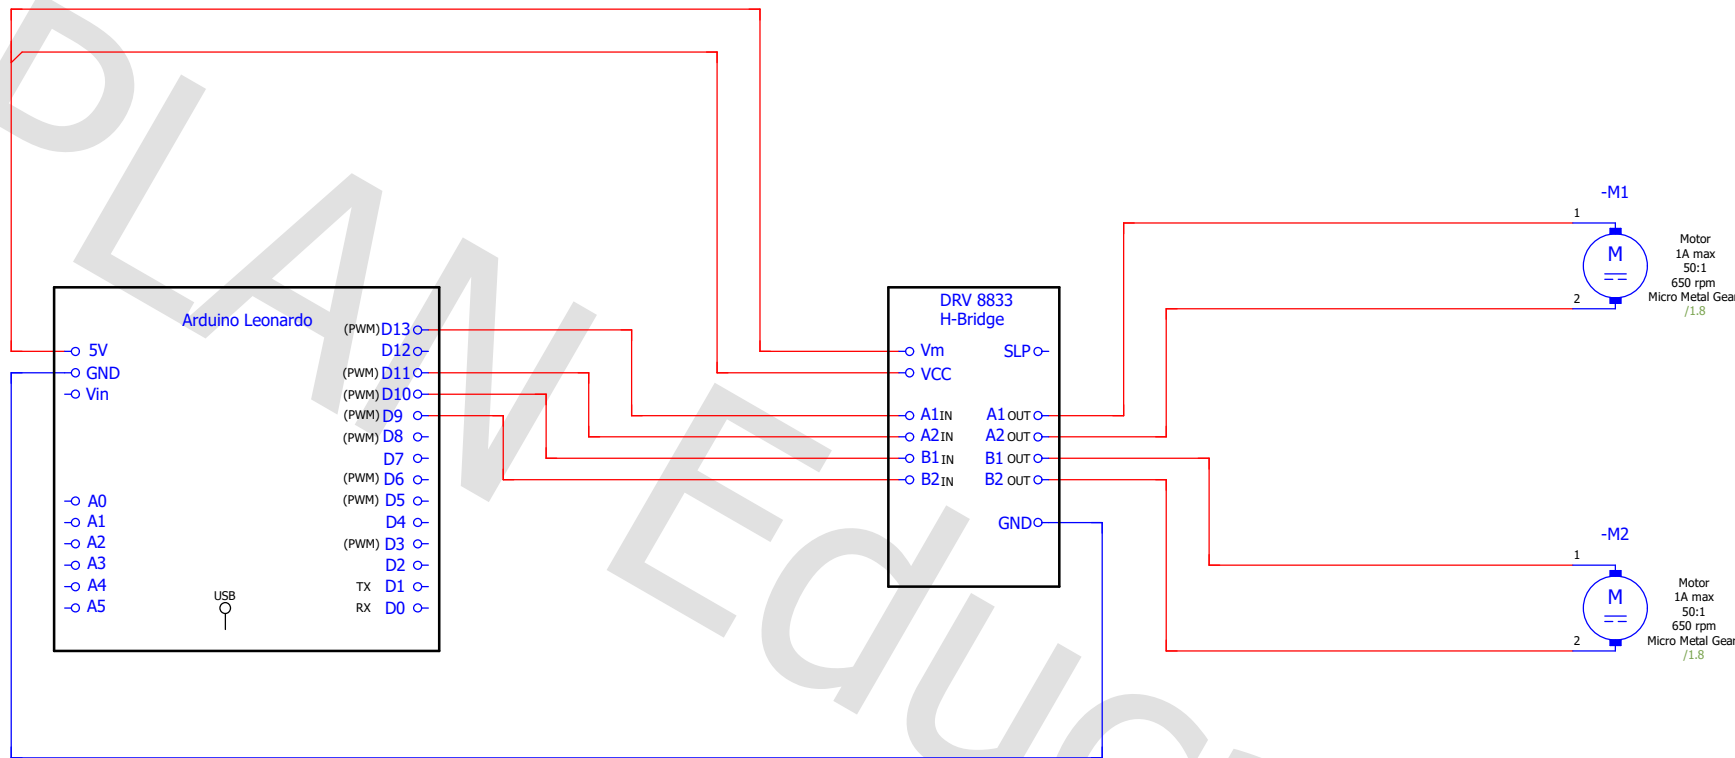 PLAN Educ
-M1
1
M
2
Motor
1A max
50:1
650 rpm
Micro Metal Gear
/1.8
Arduino Leonardo
5V
GND
Vin
A0
A1
A2
A3
A4
A5
USB
(PWM) D13
D12
(PWM) D11
(PWM) D10
(PWM) D9
(PWM) D8
D7
(PWM) D6
(PWM) D5
D4
(PWM) D3
D2
TX D1
RX D0
DRV 8833
H-Bridge
Vm
VCC
A1 IN
A2 IN
B1 IN
B2 IN
SLP
A1 OUT
A2 OUT
B1 OUT
B2 OUT
GND
-M2
1
M
2
Motor
1A max
50:1
650 rpm
Micro Metal Gear
/1.8